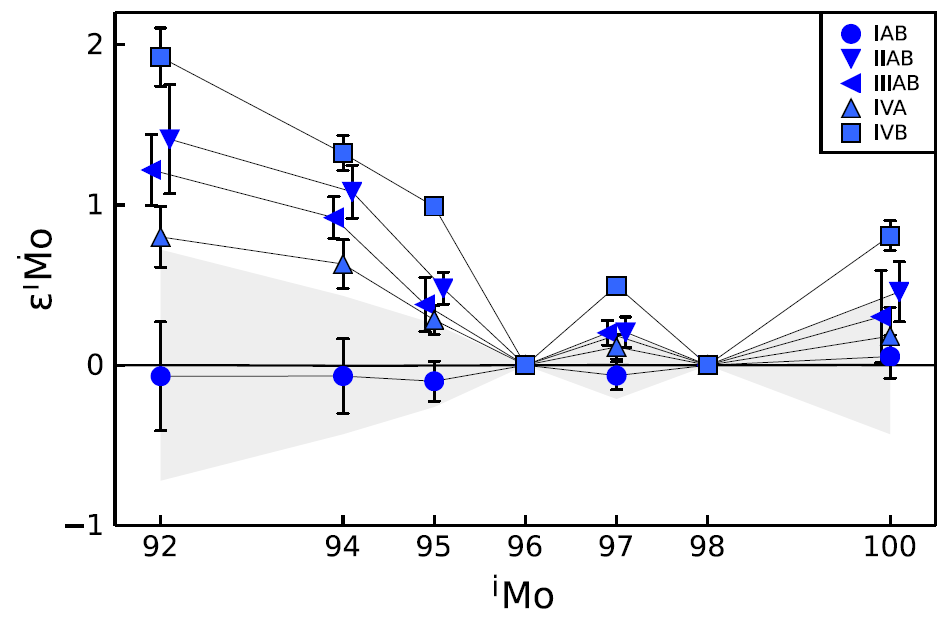 2
1
0
−1
εⁱMo
92 94 95 96 97 98 100
ⁱMo
IAB
IIAB
IIIAB
IVA
IVB